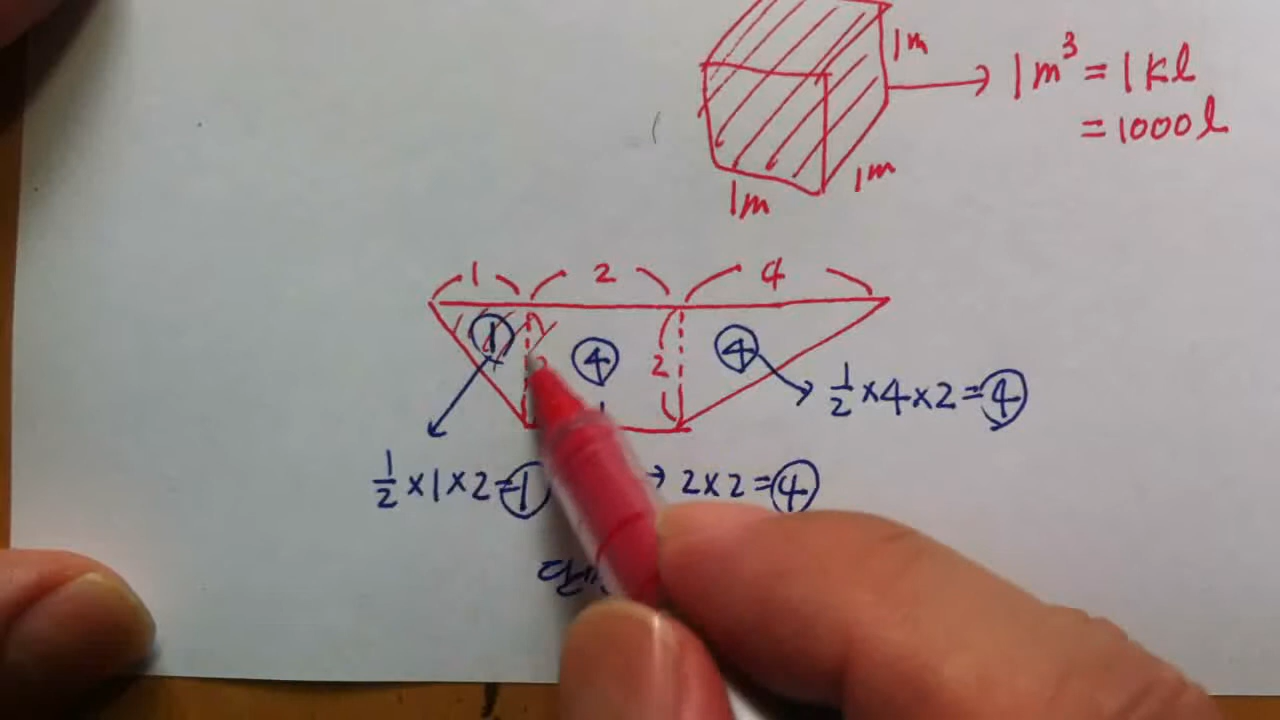 1m
1m³ = 1kl
= 1000l
1m
1m
1 2 4
① ④ 2 ④
1/2 × 4 × 2 = ④
1/2 × 1 × 2 = ①
→ 2 × 2 = ④